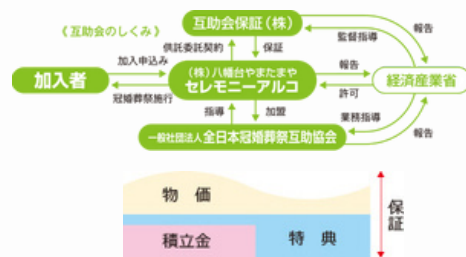 《 互助会のしくみ 》
互助会保証（株）
報告
監督指導
供託委託契約
保証
加入申込み
加入者
冠婚葬祭施行
（株）八幡台やまたまや
セレモニーアルコ
報告
許可
経済産業省
指導
加盟
業務指導
一般社団法人全日本冠婚葬祭互助協会
報告
物価
積立金
特典
保証